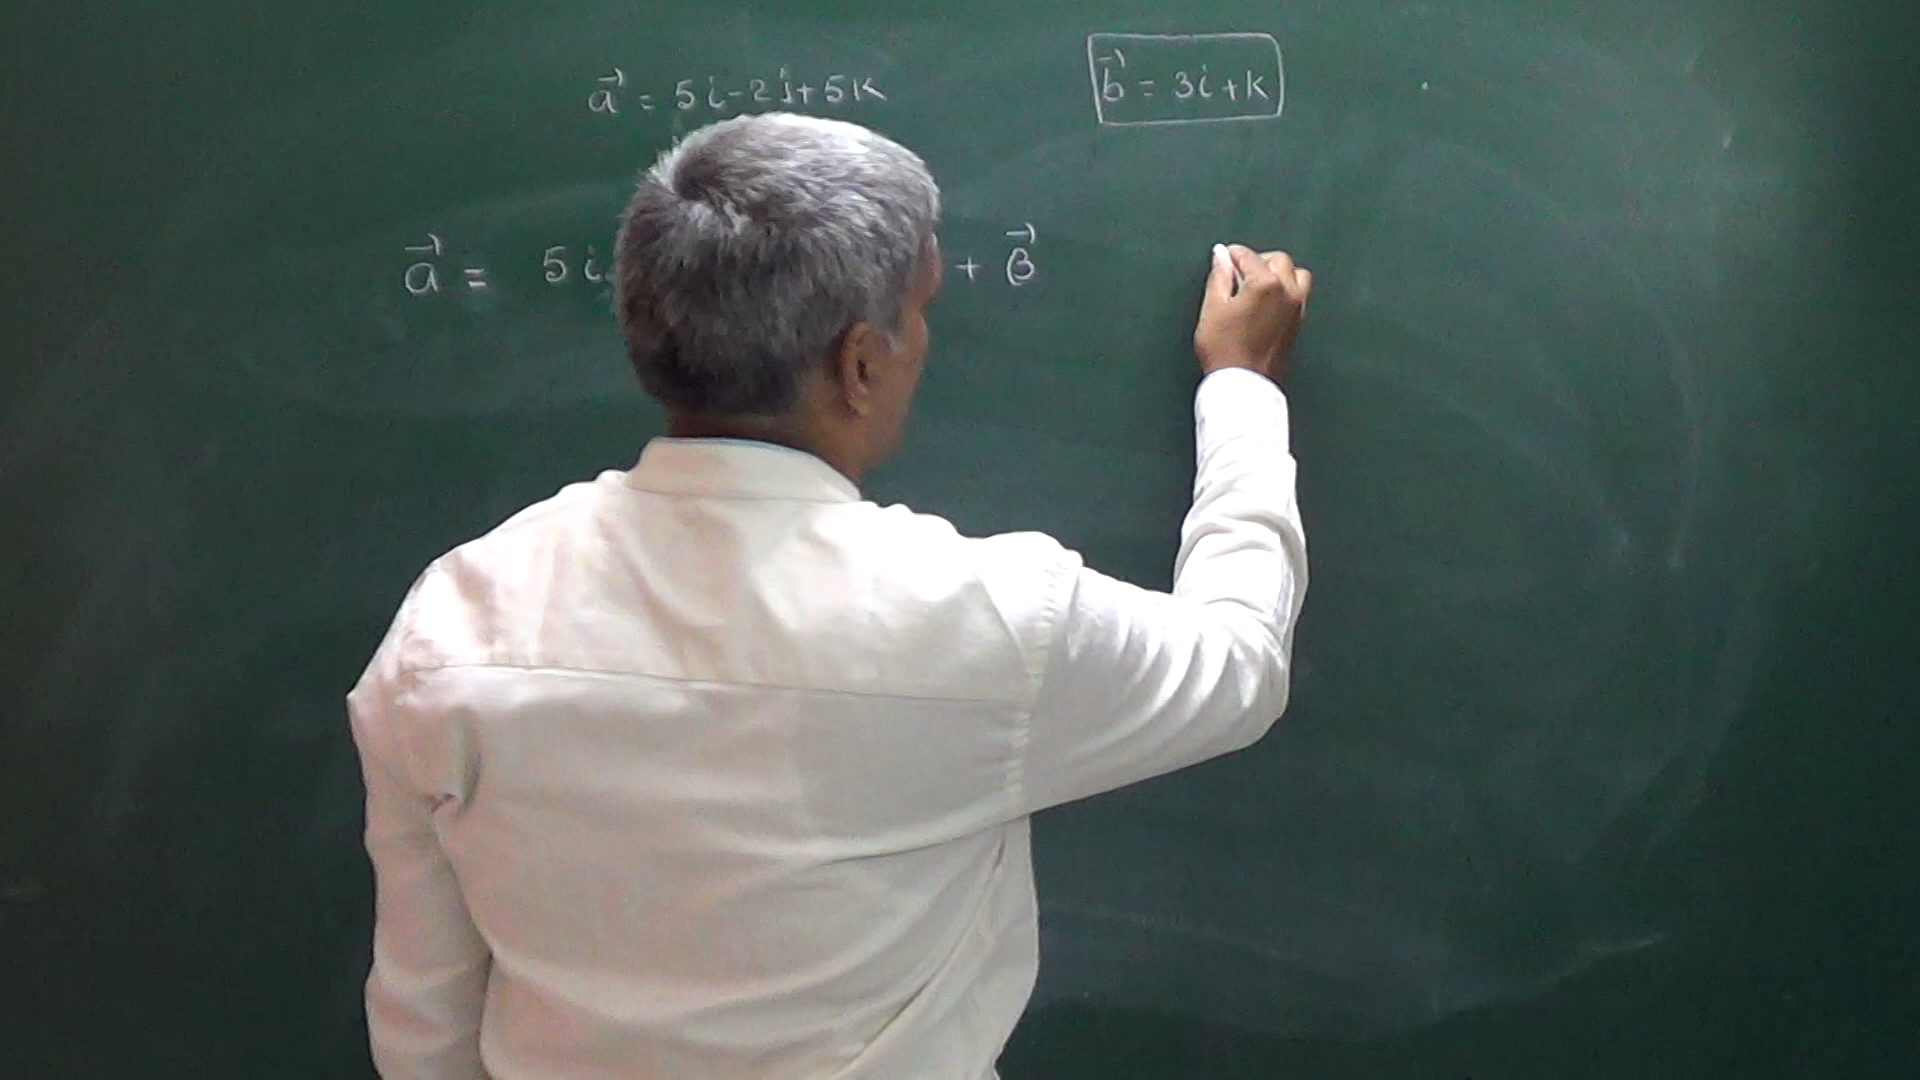 a⃗ = 5i-2j+5k
b⃗ = 3i+k
a⃗ = 5i + β⃗